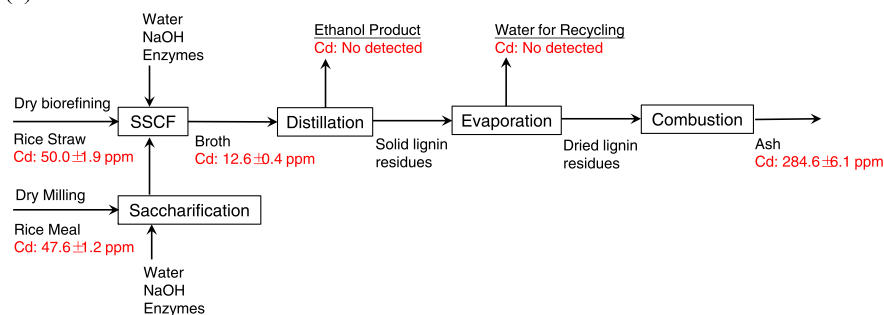 Water
NaOH
Enzymes
Ethanol Product
Cd: No detected
Water for Recycling
Cd: No detected
Dry biorefining
SSCF
Distillation
Evaporation
Combustion
Rice Straw
Cd: 50.0±1.9 ppm
Broth
Cd: 12.6±0.4 ppm
Solid lignin
residues
Dried lignin
residues
Ash
Cd: 284.6±6.1 ppm
Dry Milling
Saccharification
Rice Meal
Cd: 47.6±1.2 ppm
Water
NaOH
Enzymes